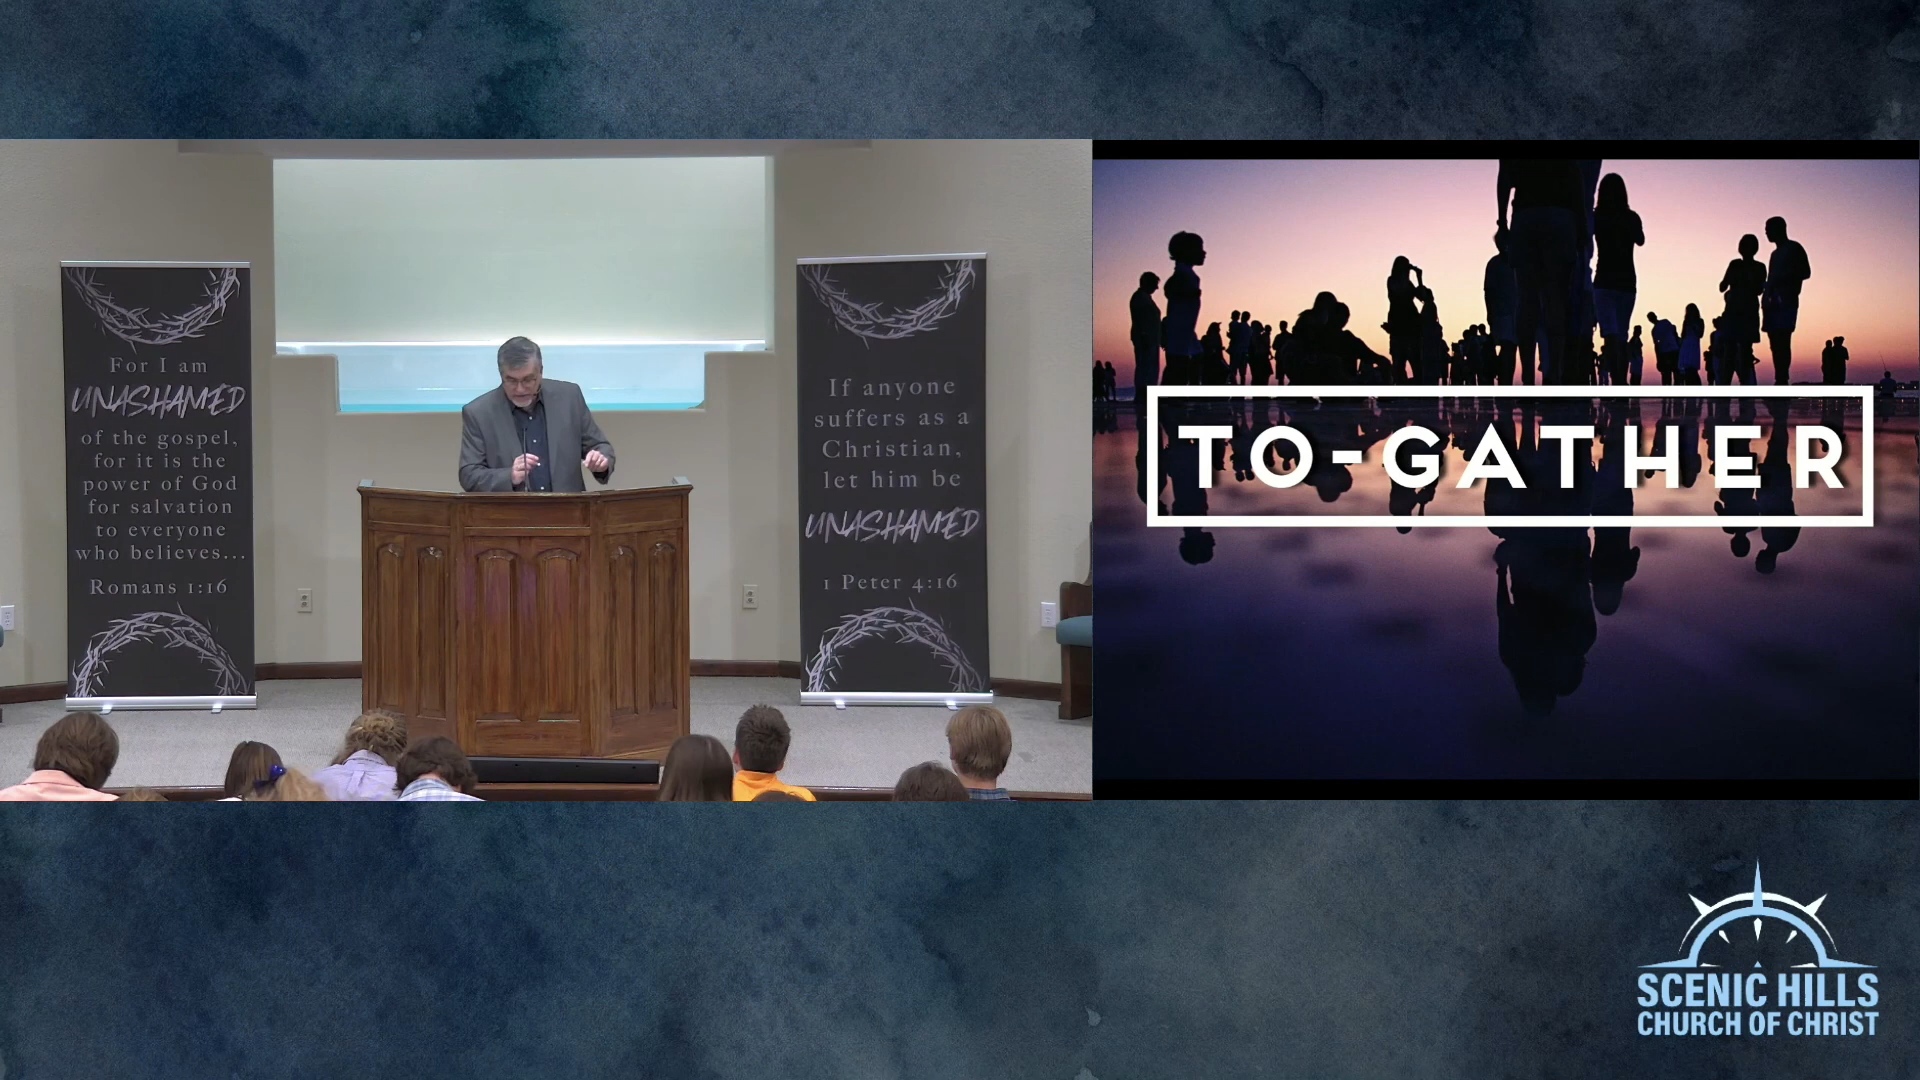 For I am
UNASHAMED
of the gospel,
for it is the
power of God
for salvation
to everyone
who believes...
Romans 1:16
If anyone
suffers as a
Christian,
let him be
UNASHAMED
1 Peter 4:16
TO-GATHER
SCENIC HILLS
CHURCH OF CHRIST